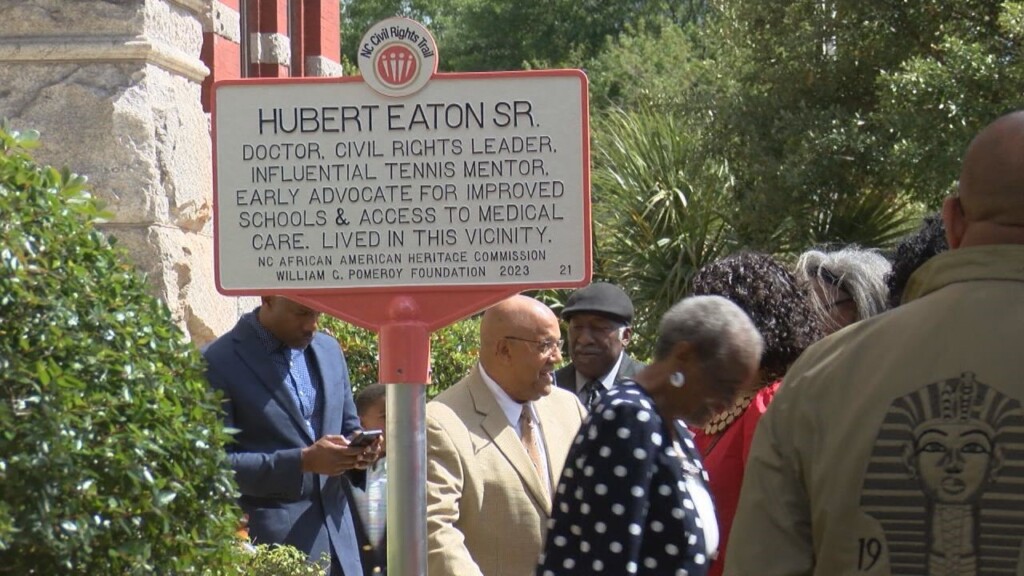 NC Civil Rights Trail
HUBERT EATON SR.
DOCTOR, CIVIL RIGHTS LEADER,
INFLUENTIAL TENNIS MENTOR,
EARLY ADVOCATE FOR IMPROVED
SCHOOLS & ACCESS TO MEDICAL
CARE. LIVED IN THIS VICINITY.
NC AFRICAN AMERICAN HERITAGE COMMISSION
WILLIAM G. POMEROY FOUNDATION 2023 21
19